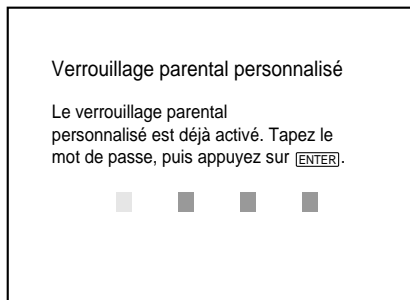 Verrouillage parental personnalisé
Le verrouillage parental
personnalisé est déjà activé. Tapez le
mot de passe, puis appuyez sur ENTER.